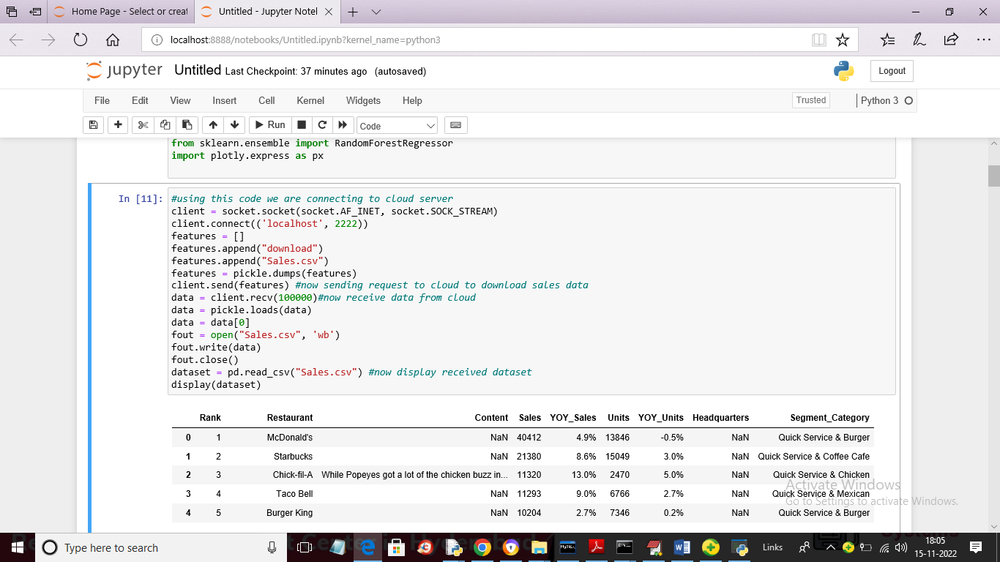 Home Page - Select or creat
Untitled - Jupyter Notel
localhost:8888/notebooks/Untitled.ipynb?kernel_name=python3
jupyter Untitled Last Checkpoint: 37 minutes ago (autosaved)
Logout
File Edit View Insert Cell Kernel Widgets Help
Trusted
Python 3
Run
Code
from sklearn.ensemble import RandomForestRegressor
import plotly.express as px
In [11]:
#using this code we are connecting to cloud server
client = socket.socket(socket.AF_INET, socket.SOCK_STREAM)
client.connect(('localhost', 2222))
features = []
features.append("download")
features.append("Sales.csv")
features = pickle.dumps(features)
client.send(features) #now sending request to cloud to download sales data
data = client.recv(100000)#now receive data from cloud
data = pickle.loads(data)
data = data[0]
fout = open("Sales.csv", 'wb')
fout.write(data)
fout.close()
dataset = pd.read_csv("Sales.csv") #now display received dataset
display(dataset)
Rank Restaurant Content Sales YOY_Sales Units YOY_Units Headquarters Segment_Category
0 1 McDonald's NaN 40412 4.9% 13846 -0.5% NaN Quick Service & Burger
1 2 Starbucks NaN 21380 8.6% 15049 3.0% NaN Quick Service & Coffee Cafe
2 3 Chick-fil-A While Popeyes got a lot of the chicken buzz in... 11320 13.0% 2470 5.0% NaN Quick Service & Chicken
3 4 Taco Bell NaN 11293 9.0% 6766 2.7% NaN Quick Service & Mexican
4 5 Burger King NaN 10204 2.7% 7346 0.2% NaN Quick Service & Burger
Activate Windows
Go to Settings to activate Windows.
Type here to search
Links
18:05
15-11-2022